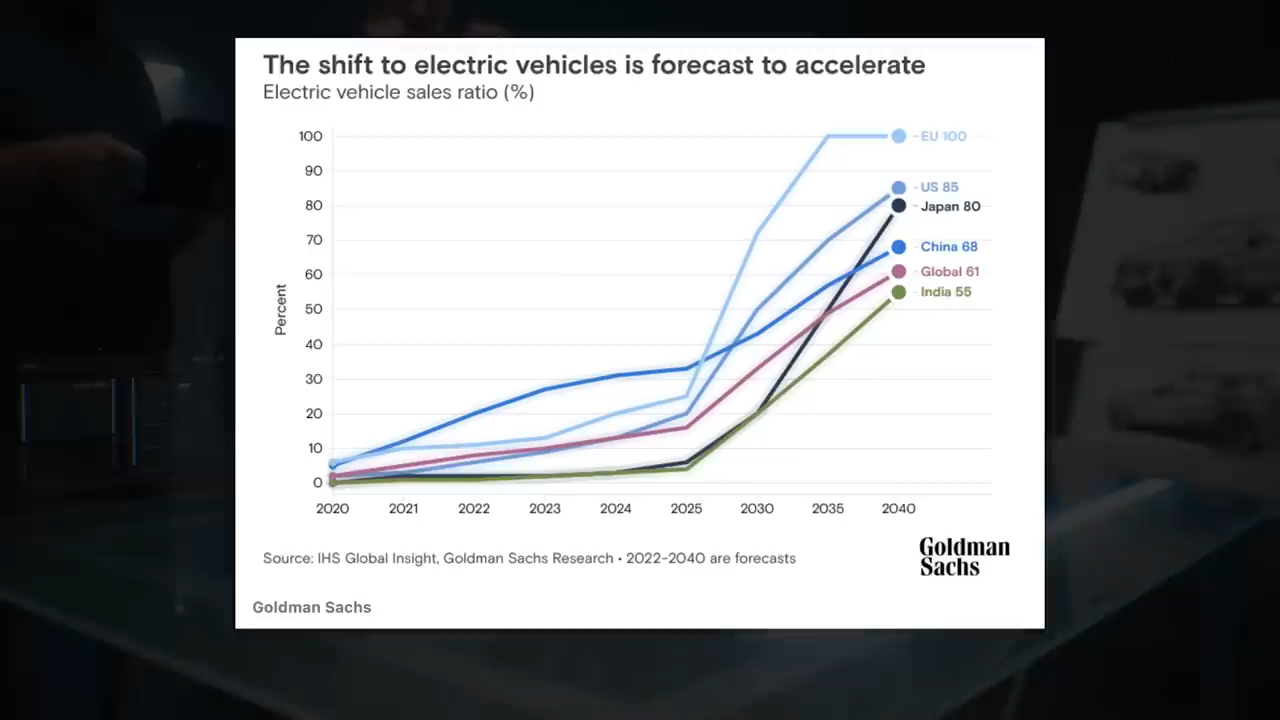 The shift to electric vehicles is forecast to accelerate
Electric vehicle sales ratio (%)
Percent
100
90
80
70
60
50
40
30
20
10
0
EU 100
US 85
Japan 80
China 68
Global 61
India 55
2020 2021 2022 2023 2024 2025 2030 2035 2040
Source: IHS Global Insight, Goldman Sachs Research • 2022-2040 are forecasts
Goldman
Sachs
Goldman Sachs